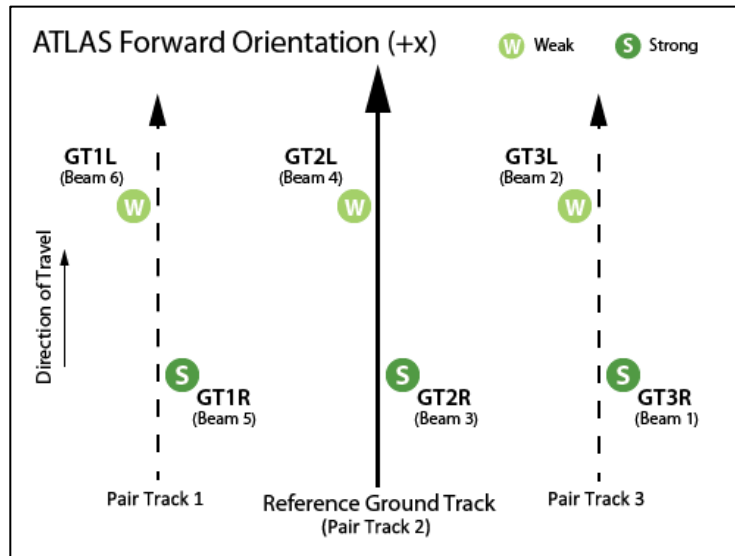 ATLAS Forward Orientation (+x)
W Weak
S Strong
GT1L
(Beam 6)
W
GT2L
(Beam 4)
W
GT3L
(Beam 2)
W
Direction of Travel
S
GT1R
(Beam 5)
S
GT2R
(Beam 3)
S
GT3R
(Beam 1)
Pair Track 1
Reference Ground Track
(Pair Track 2)
Pair Track 3